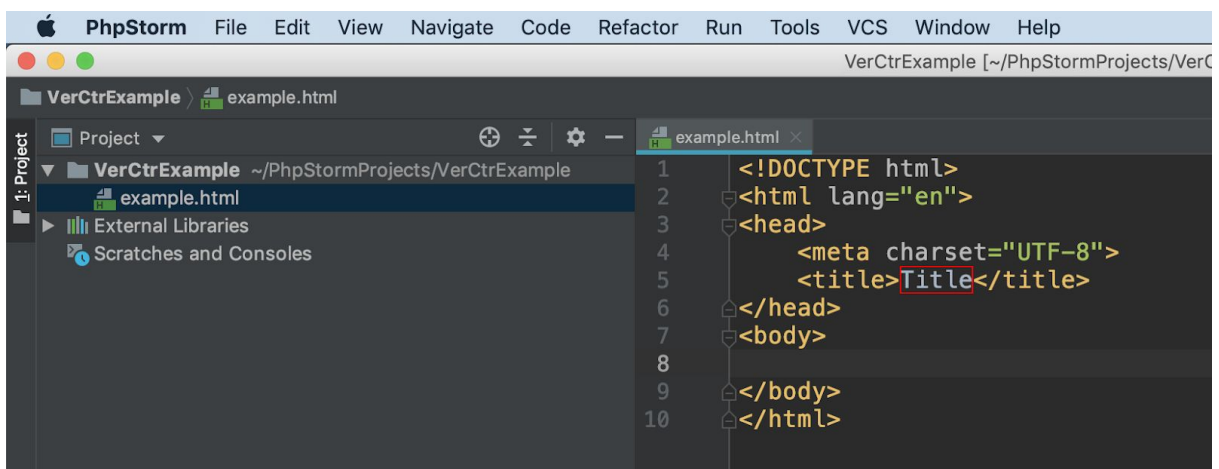 PhpStorm File Edit View Navigate Code Refactor Run Tools VCS Window Help
VerCtrExample [~/PhpStormProjects/VerC
VerCtrExample example.html
1: Project
Project
VerCtrExample ~/PhpStormProjects/VerCtrExample
example.html
External Libraries
Scratches and Consoles
example.html
1 <!DOCTYPE html>
2 <html lang="en">
3 <head>
4 <meta charset="UTF-8">
5 <title>Title</title>
6 </head>
7 <body>
8
9 </body>
10 </html>